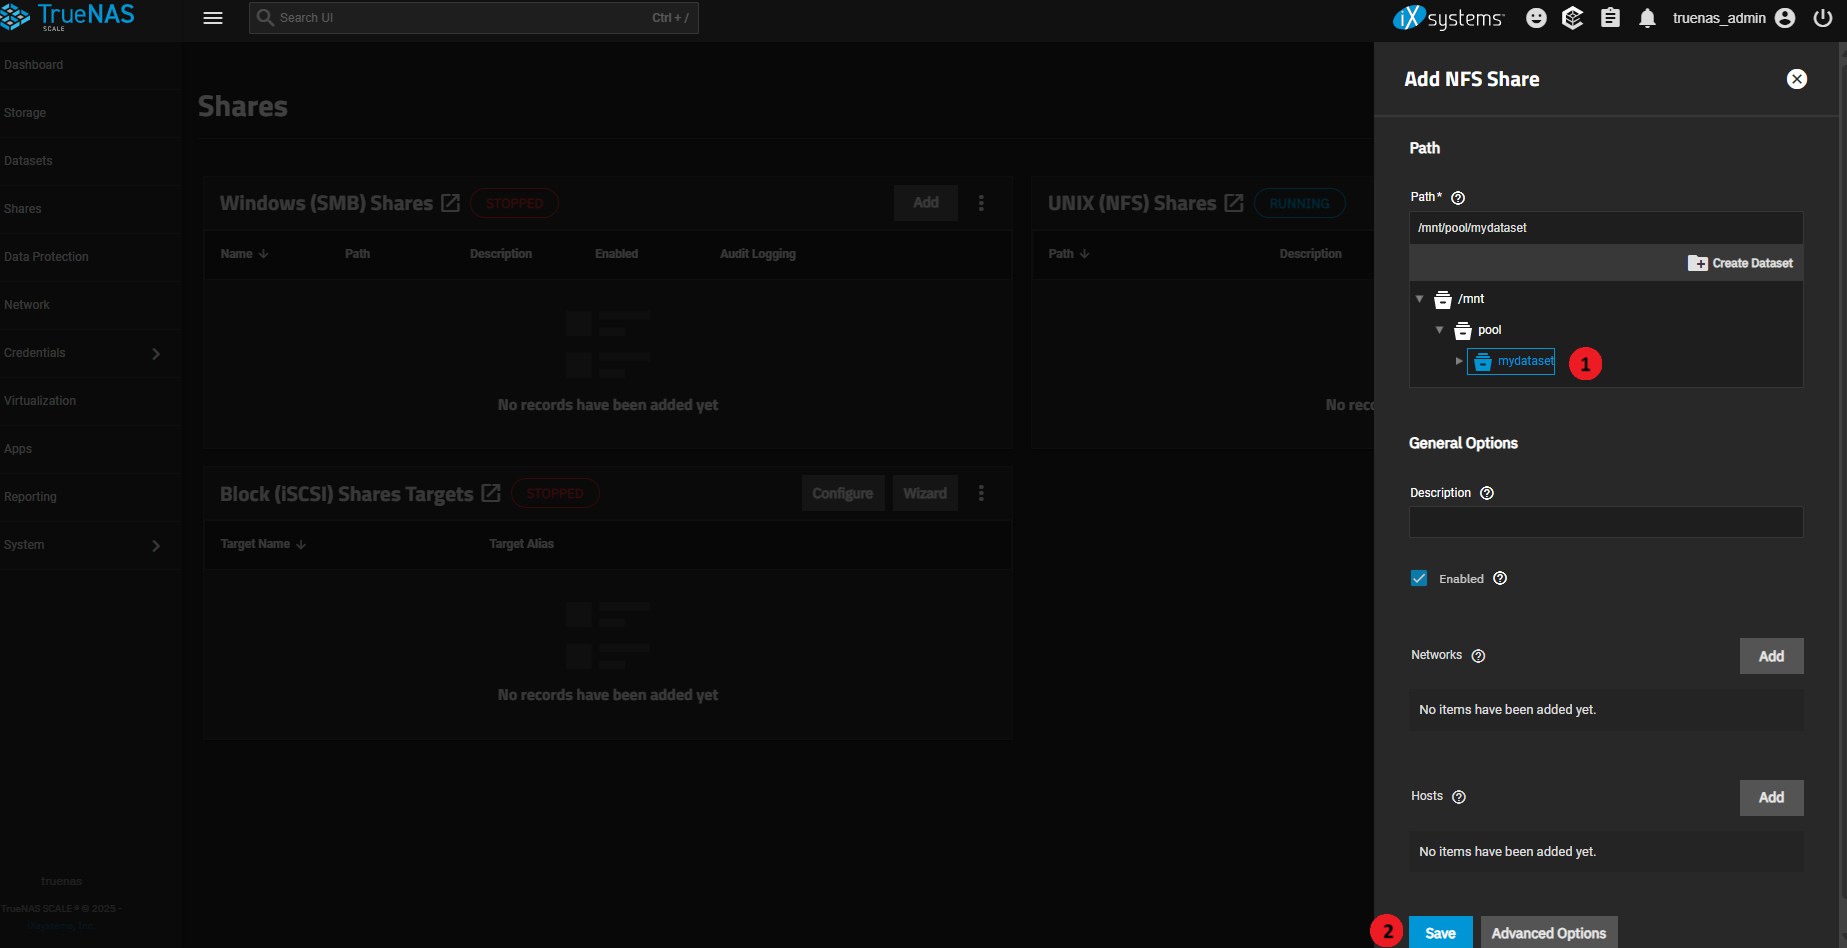 TrueNAS
SCALE
Search UI
Ctrl + /
iXsystems
truenas_admin
Dashboard
Storage
Datasets
Shares
Data Protection
Network
Credentials
Virtualization
Apps
Reporting
System
truenas
TrueNAS SCALE ® © 2025 -
iXsystems, Inc.
Shares
Windows (SMB) Shares
STOPPED
Add
Name
Path
Description
Enabled
Audit Logging
No records have been added yet
UNIX (NFS) Shares
RUNNING
Path
Description
No reco
Block (iSCSI) Shares Targets
STOPPED
Configure
Wizard
Target Name
Target Alias
No records have been added yet
Add NFS Share
Path
Path*
/mnt/pool/mydataset
Create Dataset
/mnt
pool
mydataset
1
General Options
Description
Enabled
Networks
Add
No items have been added yet.
Hosts
Add
No items have been added yet.
2
Save
Advanced Options